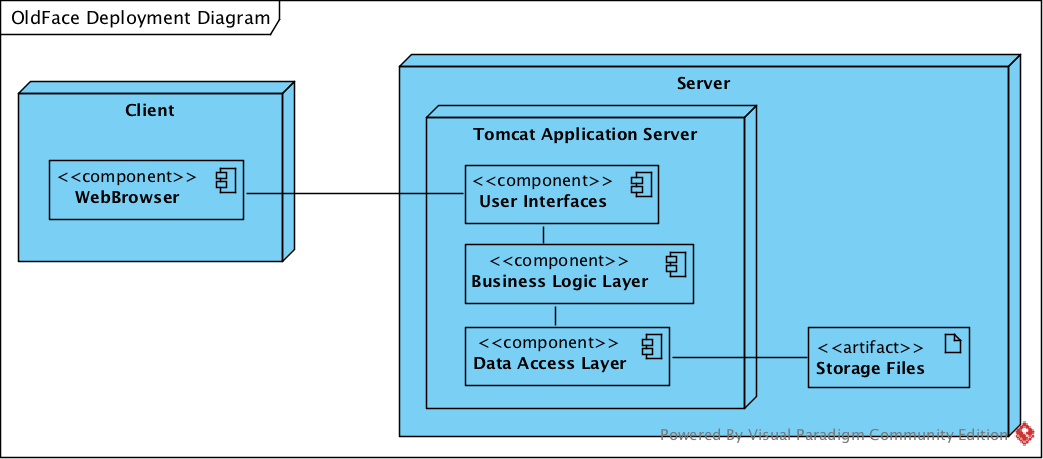 OldFace Deployment Diagram
Server
Client
Tomcat Application Server
<<component>>
WebBrowser
<<component>>
User Interfaces
<<component>>
Business Logic Layer
<<component>>
Data Access Layer
<<artifact>>
Storage Files
Powered By Visual Paradigm Community Edition